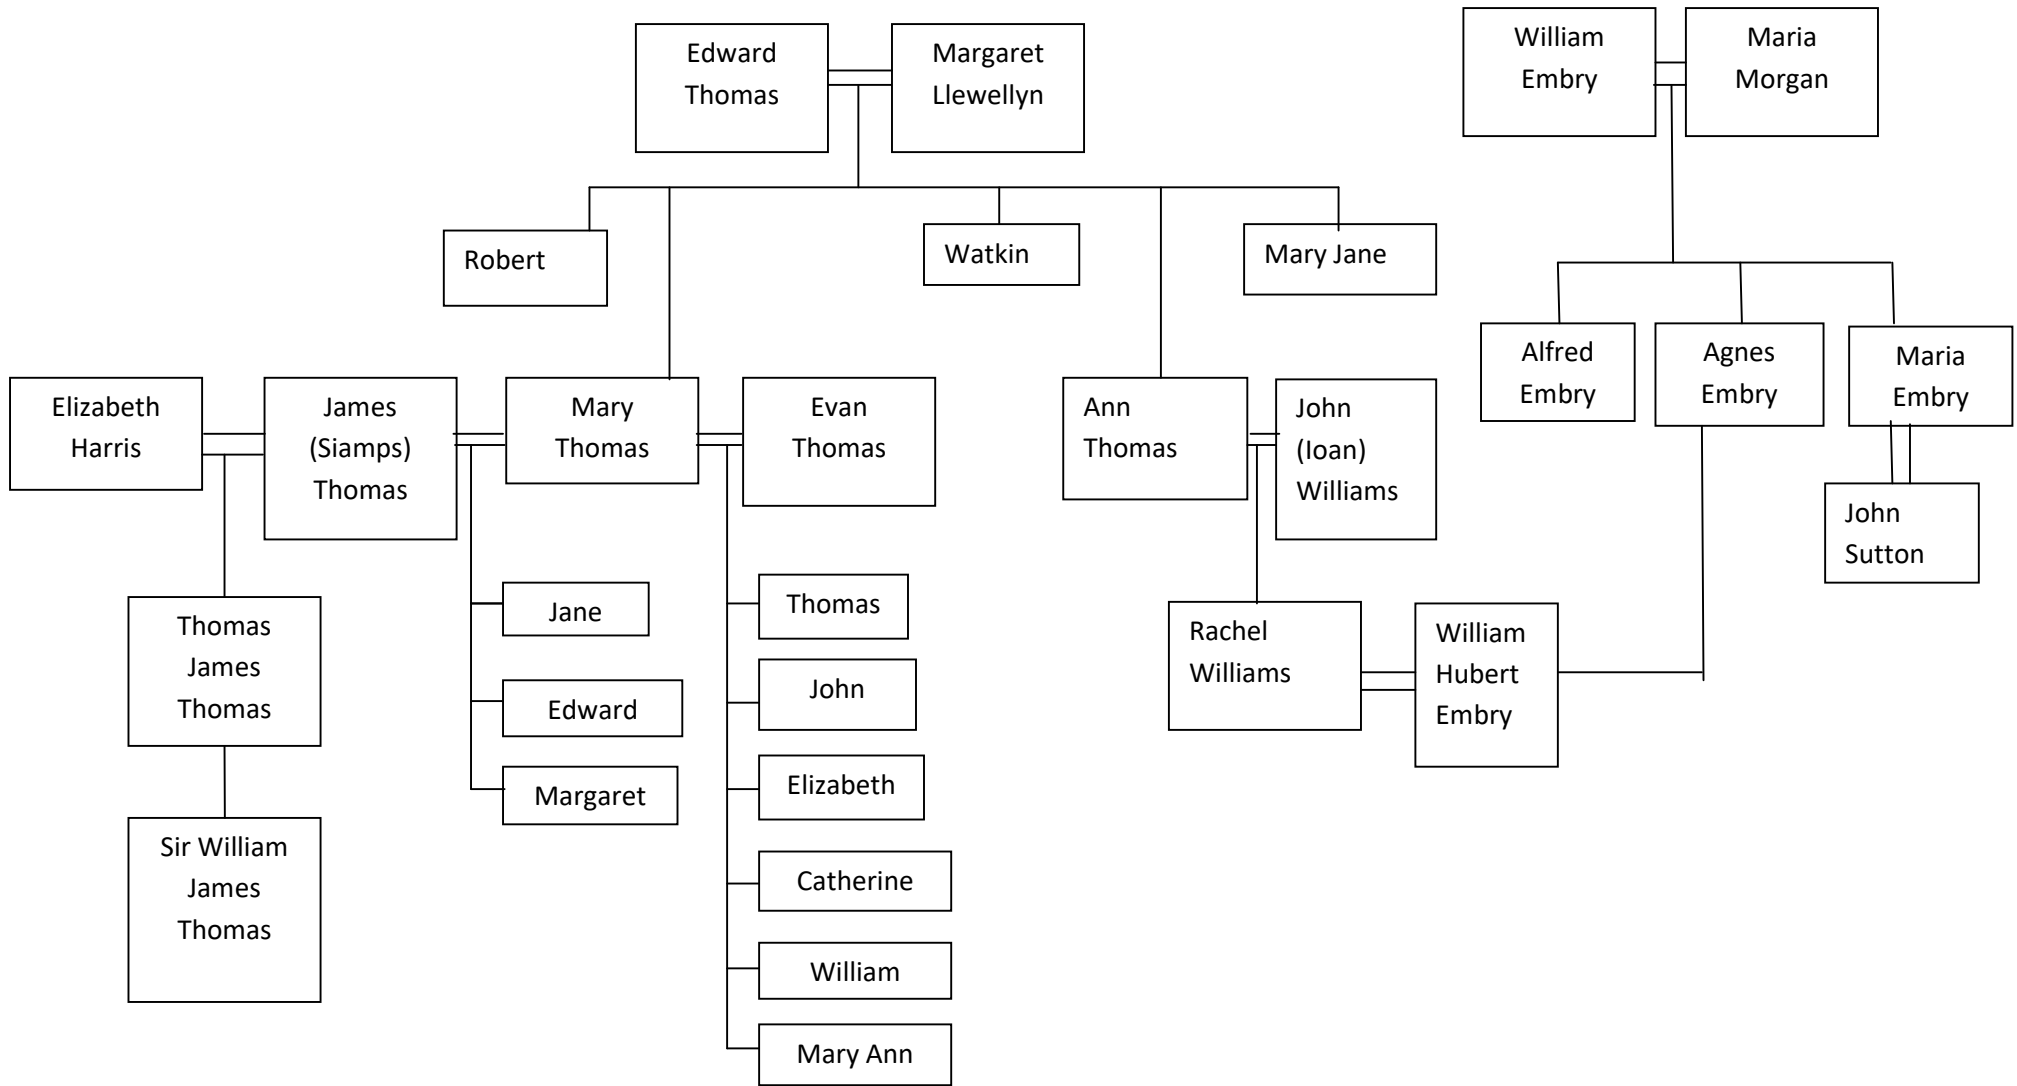 Edward
Thomas
Margaret
Llewellyn
William
Embry
Maria
Morgan
Robert
Watkin
Mary Jane
Alfred
Embry
Agnes
Embry
Maria
Embry
Elizabeth
Harris
James
(Siamps)
Thomas
Mary
Thomas
Evan
Thomas
Ann
Thomas
John
(Ioan)
Williams
John
Sutton
Jane
Edward
Margaret
Thomas
John
Elizabeth
Catherine
William
Mary Ann
Thomas
James
Thomas
Sir William
James
Thomas
Rachel
Williams
William
Hubert
Embry